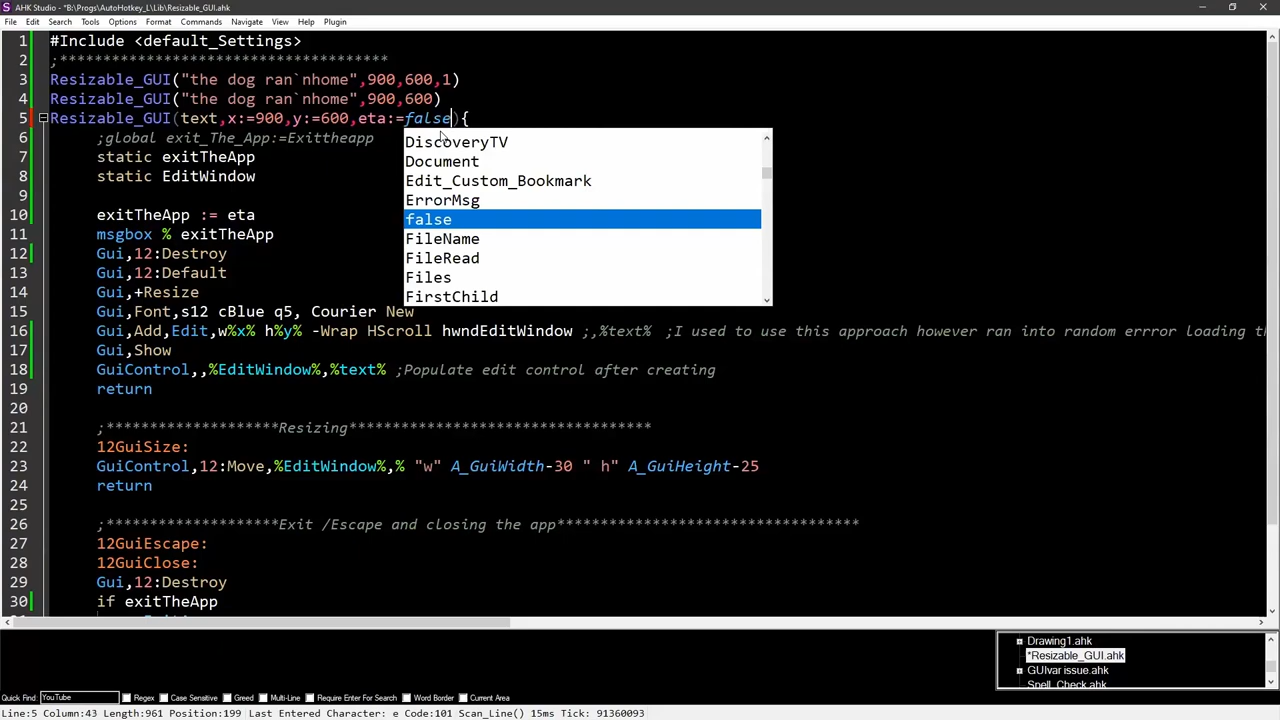 AHK Studio - *B:\Progs\AutoHotkey_L\Lib\Resizable_GUI.ahk
File Edit Search Tools Options Format Commands Navigate View Help Plugin
1 #Include <default_Settings>
2 ;***********************************
3 Resizable_GUI("the dog ran`nhome",900,600,1)
4 Resizable_GUI("the dog ran`nhome",900,600)
5 Resizable_GUI(text,x:=900,y:=600,eta:=false){
6 ;global exit_The_App:=Exittheapp
7 static exitTheApp
8 static EditWindow
DiscoveryTV
Document
Edit_Custom_Bookmark
ErrorMsg
false
FileName
FileRead
Files
FirstChild
10 exitTheApp := eta
11 msgbox % exitTheApp
12 Gui,12:Destroy
13 Gui,12:Default
14 Gui,+Resize
15 Gui,Font,s12 cBlue q5, Courier New
16 Gui,Add,Edit,w%x% h%y% -Wrap HScroll hwndEditWindow ;,%text% ;I used to use this approach however ran into random errror loading
17 Gui,Show
18 GuiControl,,%EditWindow%,%text% ;Populate edit control after creating
19 return
20
21 ;*******************Resizing*********************************
22 12GuiSize:
23 GuiControl,12:Move,%EditWindow%,% "w" A_GuiWidth-30 " h" A_GuiHeight-25
24 return
25
26 ;*******************Exit /Escape and closing the app*********************************
27 12GuiEscape:
28 12GuiClose:
29 Gui,12:Destroy
30 if exitTheApp
Drawing1.ahk
*Resizable_GUI.ahk
GUIvar issue.ahk
Spell_Check.ahk
Quick Find: YouTube Regex Case Sensitive Greed Multi-Line Require Enter For Search Word Border Current Area
Line:5 Column:43 Length:961 Position:199 Last Entered Character: e Code:101 Scan_Line() 15ms Tick: 91360093